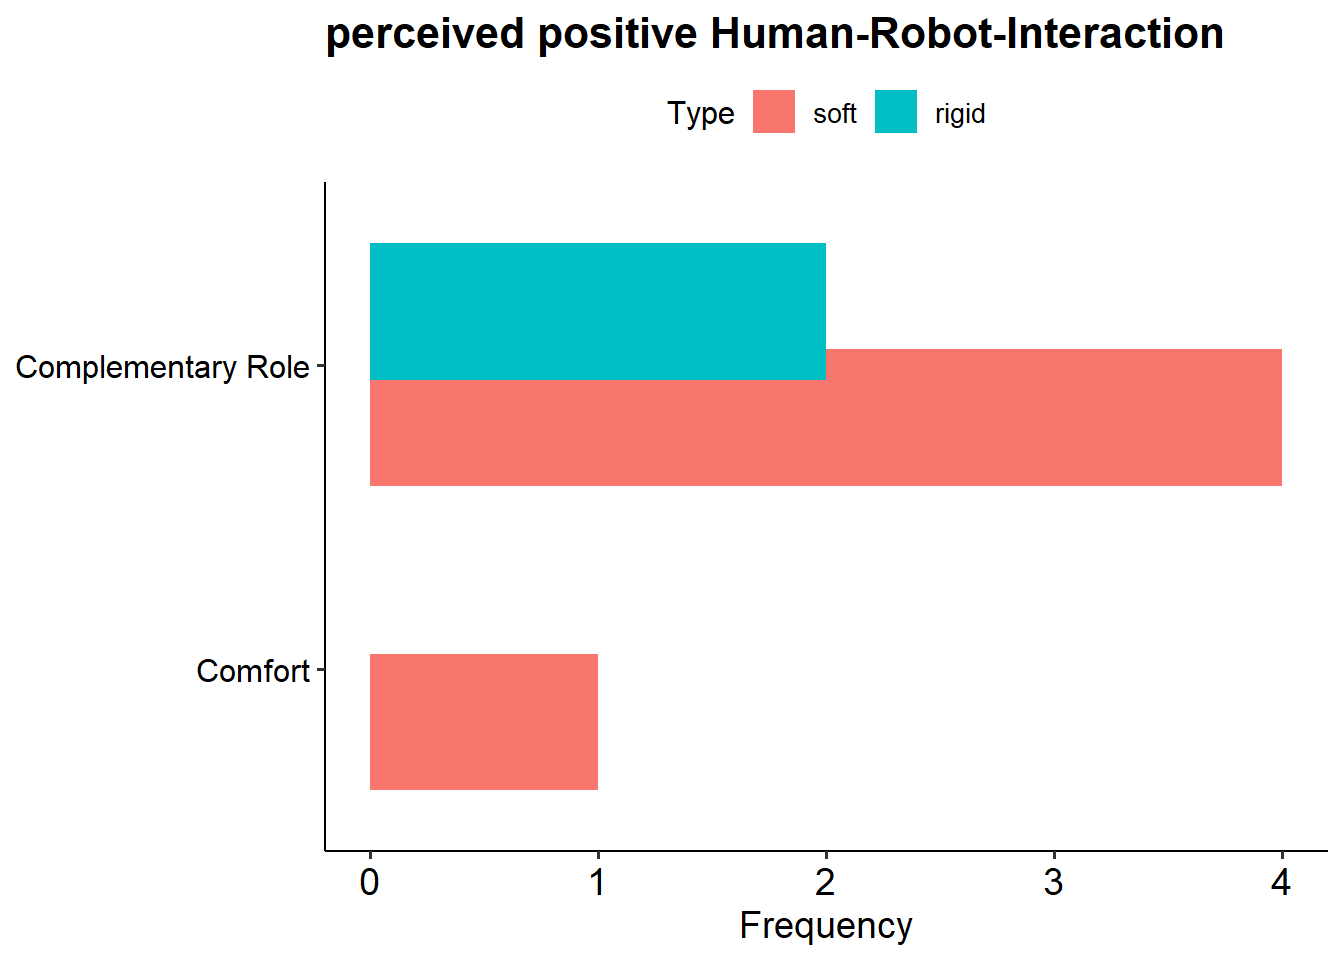 perceived positive Human-Robot-Interaction
Type soft rigid
Complementary Role
Comfort
0 1 2 3 4
Frequency